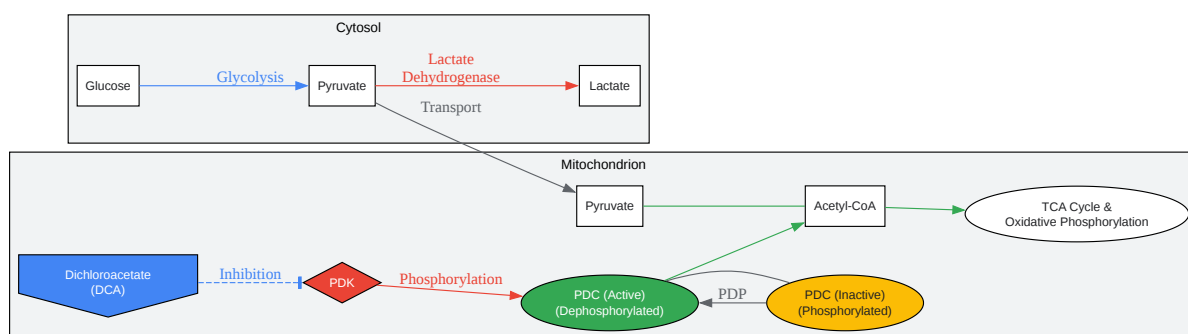 Cytosol
Glucose
Glycolysis
Pyruvate
Lactate
Dehydrogenase
Lactate
Transport
Mitochondrion
Pyruvate
Acetyl-CoA
TCA Cycle &
Oxidative Phosphorylation
Dichloroacetate
(DCA)
Inhibition
PDK
Phosphorylation
PDC (Active)
(Dephosphorylated)
PDP
PDC (Inactive)
(Phosphorylated)